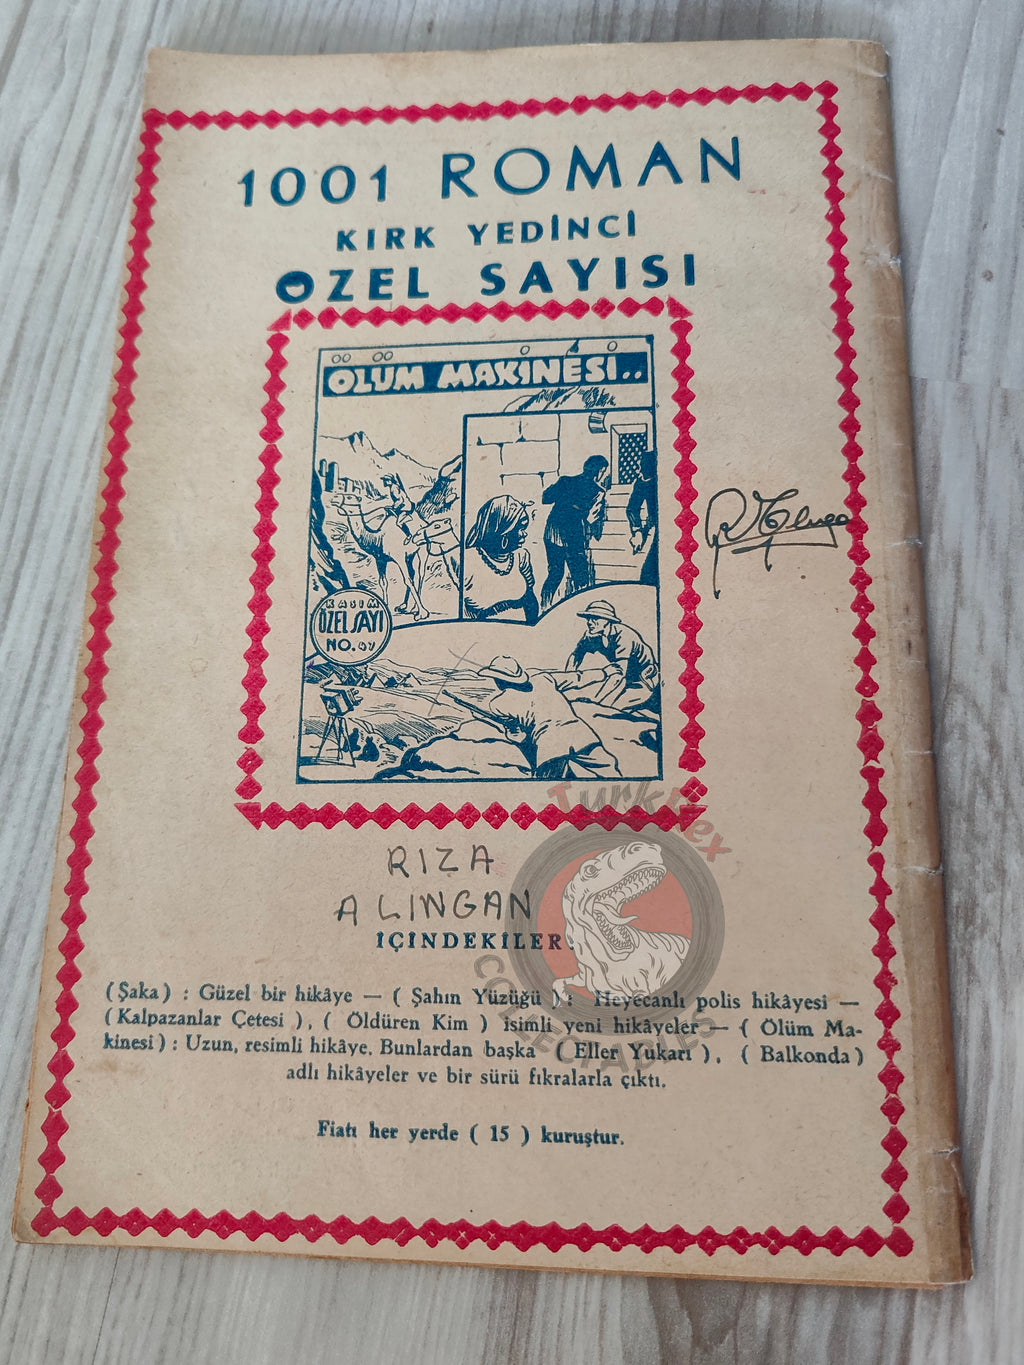 1001 ROMAN
KIRK YEDİNCİ
ÖZEL SAYISI
ÖLÜM MAKİNESİ..
KASIM
ÖZEL SAYI
NO. 47
RIZA
ALINGAN
İÇİNDEKİLER:
(Şaka) : Güzel bir hikâye — ( Şahın Yüzüğü ) : Heyecanlı polis hikâyesi —
(Kalpazanlar Çetesi ), ( Öldüren Kim ) isimli yeni hikâyeler — ( Ölüm Ma-
kinesi) : Uzun, resimli hikâye. Bunlardan başka ( Eller Yukarı ), ( Balkonda )
adlı hikâyeler ve bir sürü fıkralarla çıktı.
Fiatı her yerde ( 15 ) kuruştur.
TurkRex
COLLECTABLES